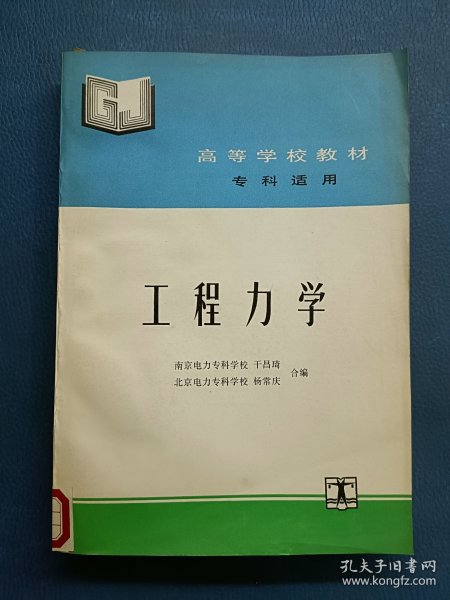 GJ
高等学校教材
专科适用
工程力学
南京电力专科学校 干昌琦
北京电力专科学校 杨常庆
合编
孔夫子旧书网
www.kongfz.com